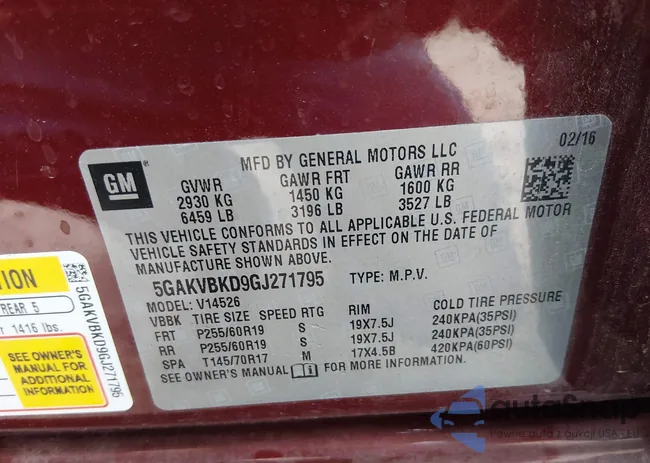 MFD BY GENERAL MOTORS LLC
02/16
GM
GVWR
2930 KG
6459 LB
GAWR FRT
1450 KG
3196 LB
GAWR RR
1600 KG
3527 LB
THIS VEHICLE CONFORMS TO ALL APPLICABLE U.S. FEDERAL MOTOR
VEHICLE SAFETY STANDARDS IN EFFECT ON THE DATE OF
MANUFACTURE SHOWN ABOVE.
5GAKVBKD9GJ271795
TYPE: M.P.V.
MODEL: V14526
VBBK TIRE SIZE SPEED RTG RIM COLD TIRE PRESSURE
FRT P255/60R19 S 19X7.5J 240KPA(35PSI)
RR P255/60R19 S 19X7.5J 240KPA(35PSI)
SPA T145/70R17 M 17X4.5B 420KPA(60PSI)
SEE OWNER'S MANUAL FOR MORE INFORMATION.
TION
REAR 5
1416 lbs.
SEE OWNER'S
MANUAL FOR
ADDITIONAL
INFORMATION
5GAKVBKD9GJ271795
autaSnap
Pewne auto z aukcji USA